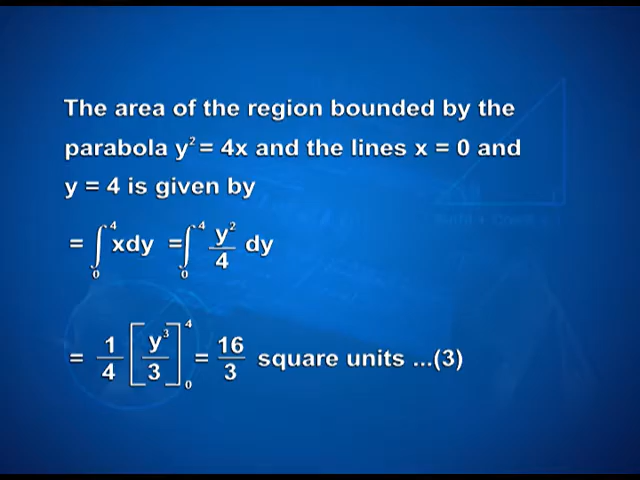 The area of the region bounded by the
parabola y² = 4x and the lines x = 0 and
y = 4 is given by
= ∫₀⁴ xdy = ∫₀⁴ y²/4 dy
= 1/4 [y³/3]₀⁴ = 16/3 square units ...(3)